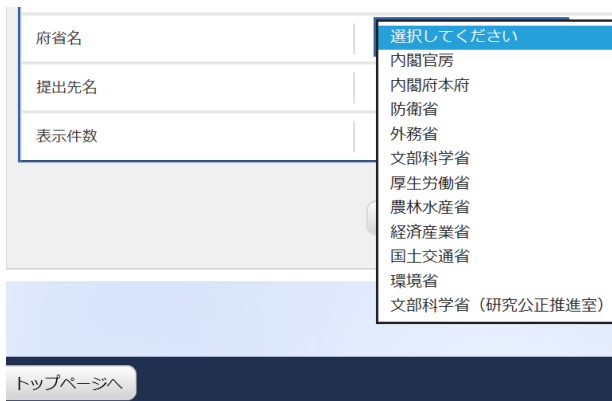 府省名
提出先名
表示件数
選択してください
内閣官房
内閣府本府
防衛省
外務省
文部科学省
厚生労働省
農林水産省
経済産業省
国土交通省
環境省
文部科学省（研究公正推進室）
トップページへ